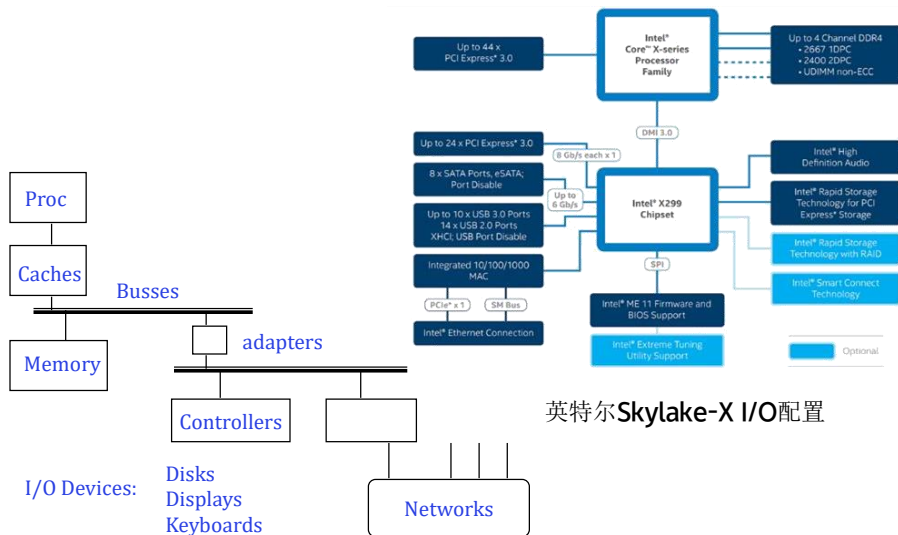 Proc
Caches
Busses
Memory
adapters
Controllers
I/O Devices:
Disks
Displays
Keyboards
Networks
Up to 44 x
PCI Express* 3.0
Intel®
Core™ X-series
Processor
Family
Up to 4 Channel DDR4
• 2667 1DPC
• 2400 2DPC
• UDIMM non-ECC
DMI 3.0
Up to 24 x PCI Express* 3.0
8 Gb/s each x 1
8 x SATA Ports, eSATA;
Port Disable
Up to
6 Gb/s
Up to 10 x USB 3.0 Ports
14 x USB 2.0 Ports
XHCI; USB Port Disable
Integrated 10/100/1000
MAC
PCIe* x 1
SM Bus
Intel® Ethernet Connection
Intel® X299
Chipset
SPI
Intel® ME 11 Firmware and
BIOS Support
Intel® Extreme Tuning
Utility Support
Intel® High
Definition Audio
Intel® Rapid Storage
Technology for PCI
Express* Storage
Intel® Rapid Storage
Technology with RAID
Intel® Smart Connect
Technology
Optional
英特尔Skylake-X I/O配置